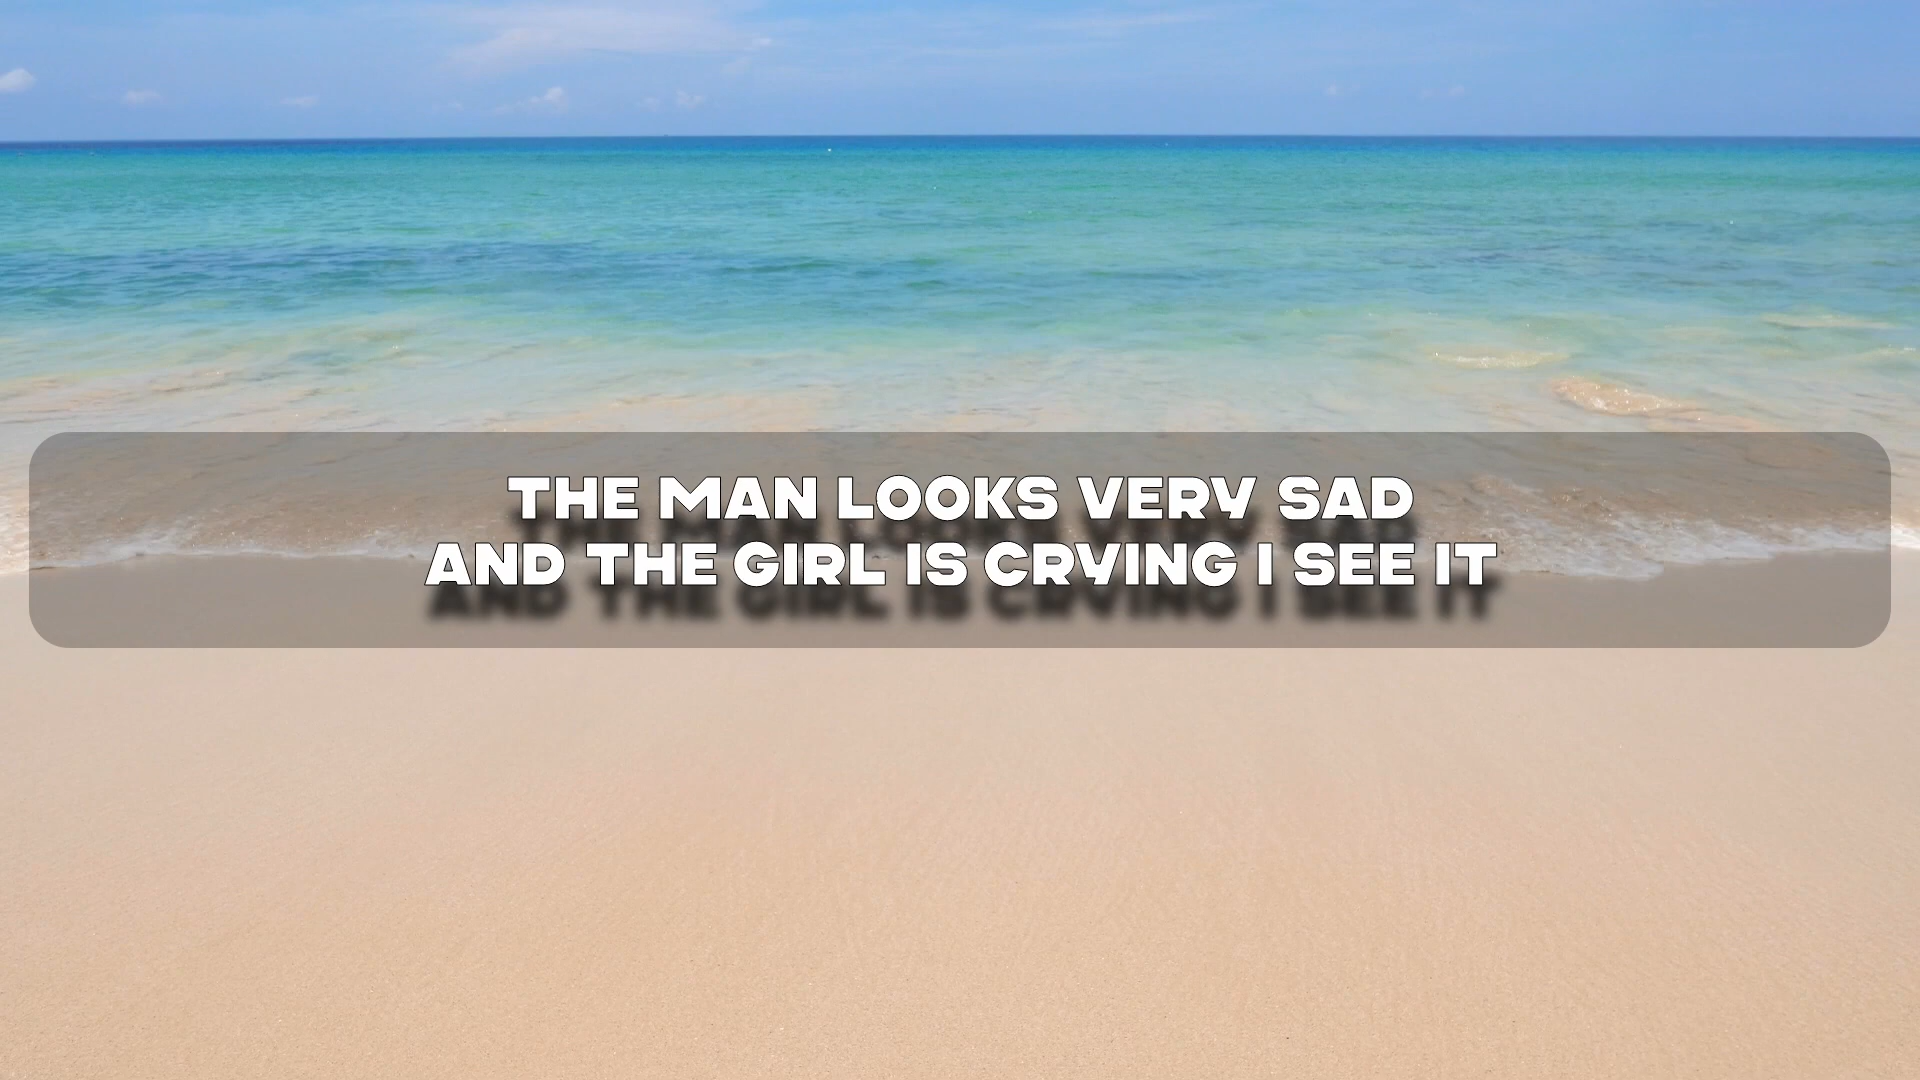 THE MAN LOOKS VERY SAD
AND THE GIRL IS CRYING I SEE IT